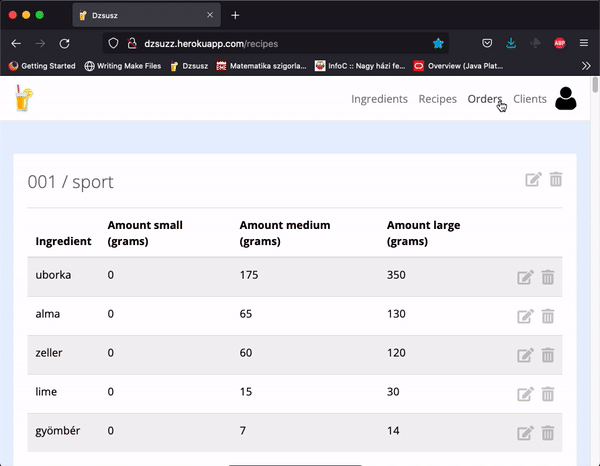 Dzsusz
dzsuzz.herokuapp.com/recipes
ABP
Getting Started Writing Make Files Dzsusz Matematika szigorla... InfoC :: Nagy házi fe... Overview (Java Plat...
Ingredients Recipes Orders Clients
001 / sport
Ingredient Amount small (grams) Amount medium (grams) Amount large (grams)
uborka 0 175 350
alma 0 65 130
zeller 0 60 120
lime 0 15 30
gyömbér 0 7 14